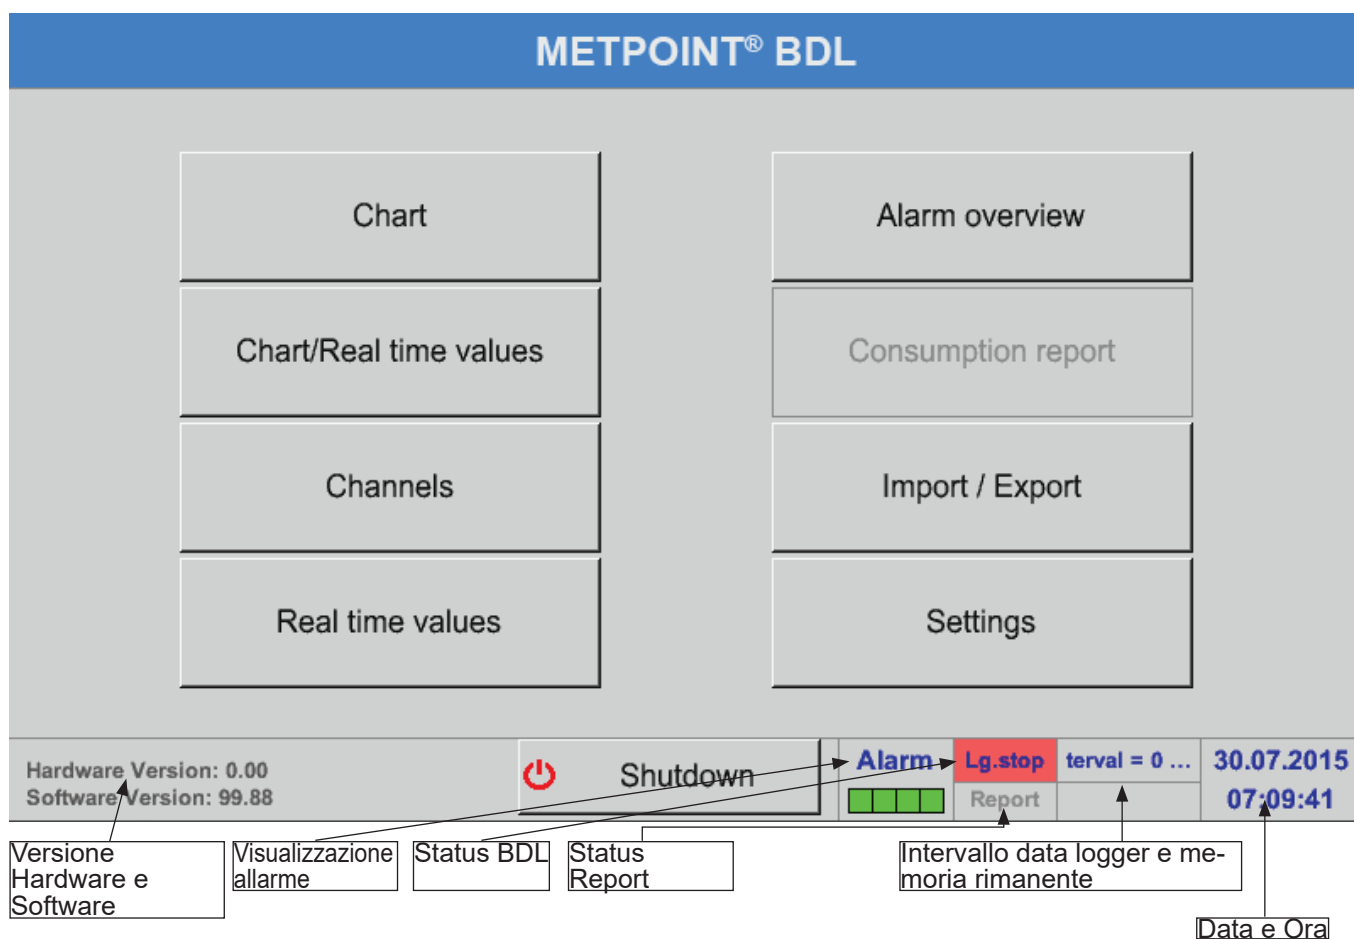 METPOINT® BDL
Chart
Alarm overview
Chart/Real time values
Consumption report
Channels
Import / Export
Real time values
Settings
Hardware Version: 0.00
Software Version: 99.88
Shutdown
Alarm
Lg.stop
Report
terval = 0 ...
30.07.2015
07:09:41
Versione
Hardware e
Software
Visualizzazione
allarme
Status BDL
Status
Report
Intervallo data logger e me-
moria rimanente
Data e Ora